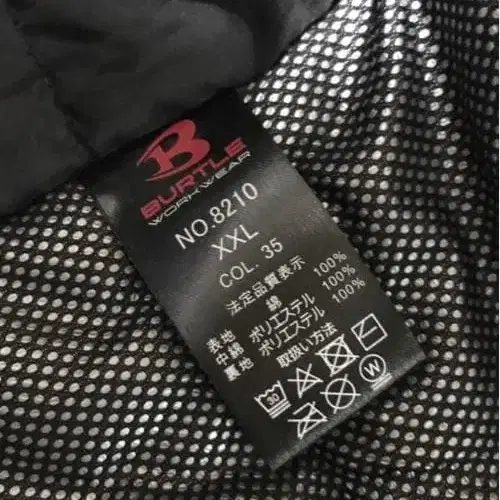 BURTLE
WORKWEAR
NO.8210
XXL
COL. 35
法定品質表示
表地 綿 100%
中綿 ポリエステル 100%
裏地 ポリエステル 100%
取扱い方法
30
W